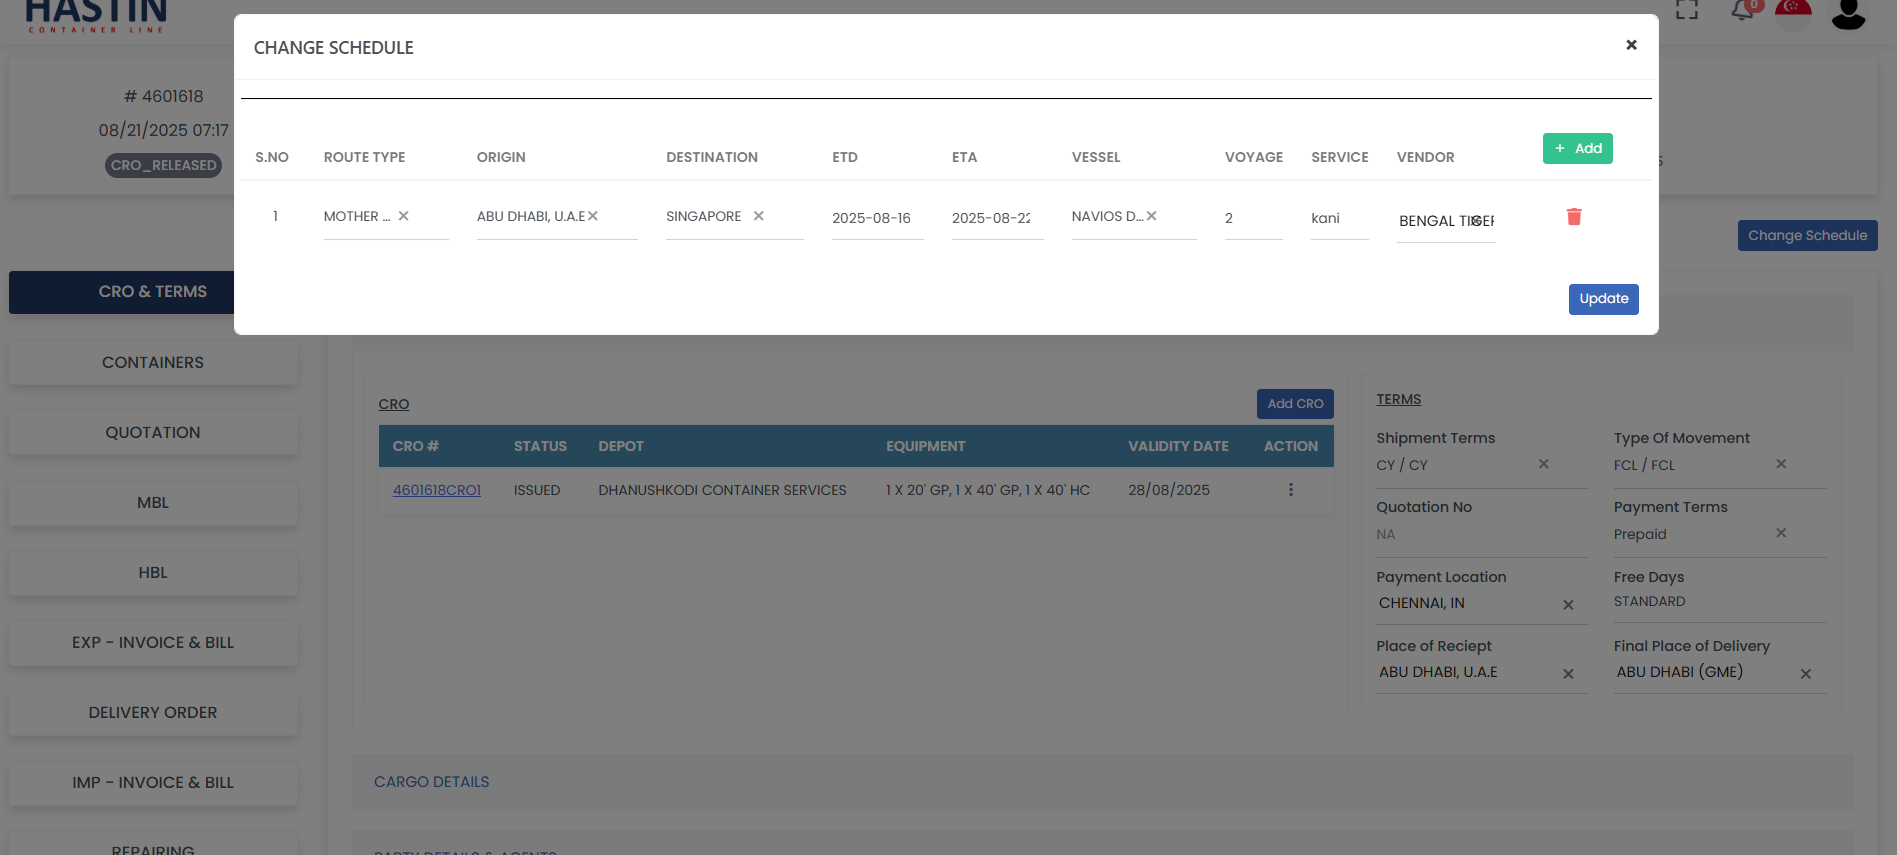 HASTIN
CONTAINER LINE
0
CHANGE SCHEDULE
×
# 4601618
08/21/2025 07:17
CRO_RELEASED
S.NO ROUTE TYPE ORIGIN DESTINATION ETD ETA VESSEL VOYAGE SERVICE VENDOR + Add
1 MOTHER ... × ABU DHABI, U.A.E × SINGAPORE × 2025-08-16 2025-08-22 NAVIOS D... × 2 kani BENGAL TIGER ×
5
Change Schedule
Update
CRO & TERMS
CONTAINERS
QUOTATION
MBL
HBL
EXP - INVOICE & BILL
DELIVERY ORDER
IMP - INVOICE & BILL
REPAIRING
CRO Add CRO
CRO # STATUS DEPOT EQUIPMENT VALIDITY DATE ACTION
4601618CRO1 ISSUED DHANUSHKODI CONTAINER SERVICES 1 X 20' GP, 1 X 40' GP, 1 X 40' HC 28/08/2025
TERMS
Shipment Terms Type Of Movement
CY / CY × FCL / FCL ×
Quotation No Payment Terms
NA Prepaid ×
Payment Location Free Days
CHENNAI, IN × STANDARD
Place of Reciept Final Place of Delivery
ABU DHABI, U.A.E × ABU DHABI (GME) ×
CARGO DETAILS
PARTY DETAILS & AGENTS